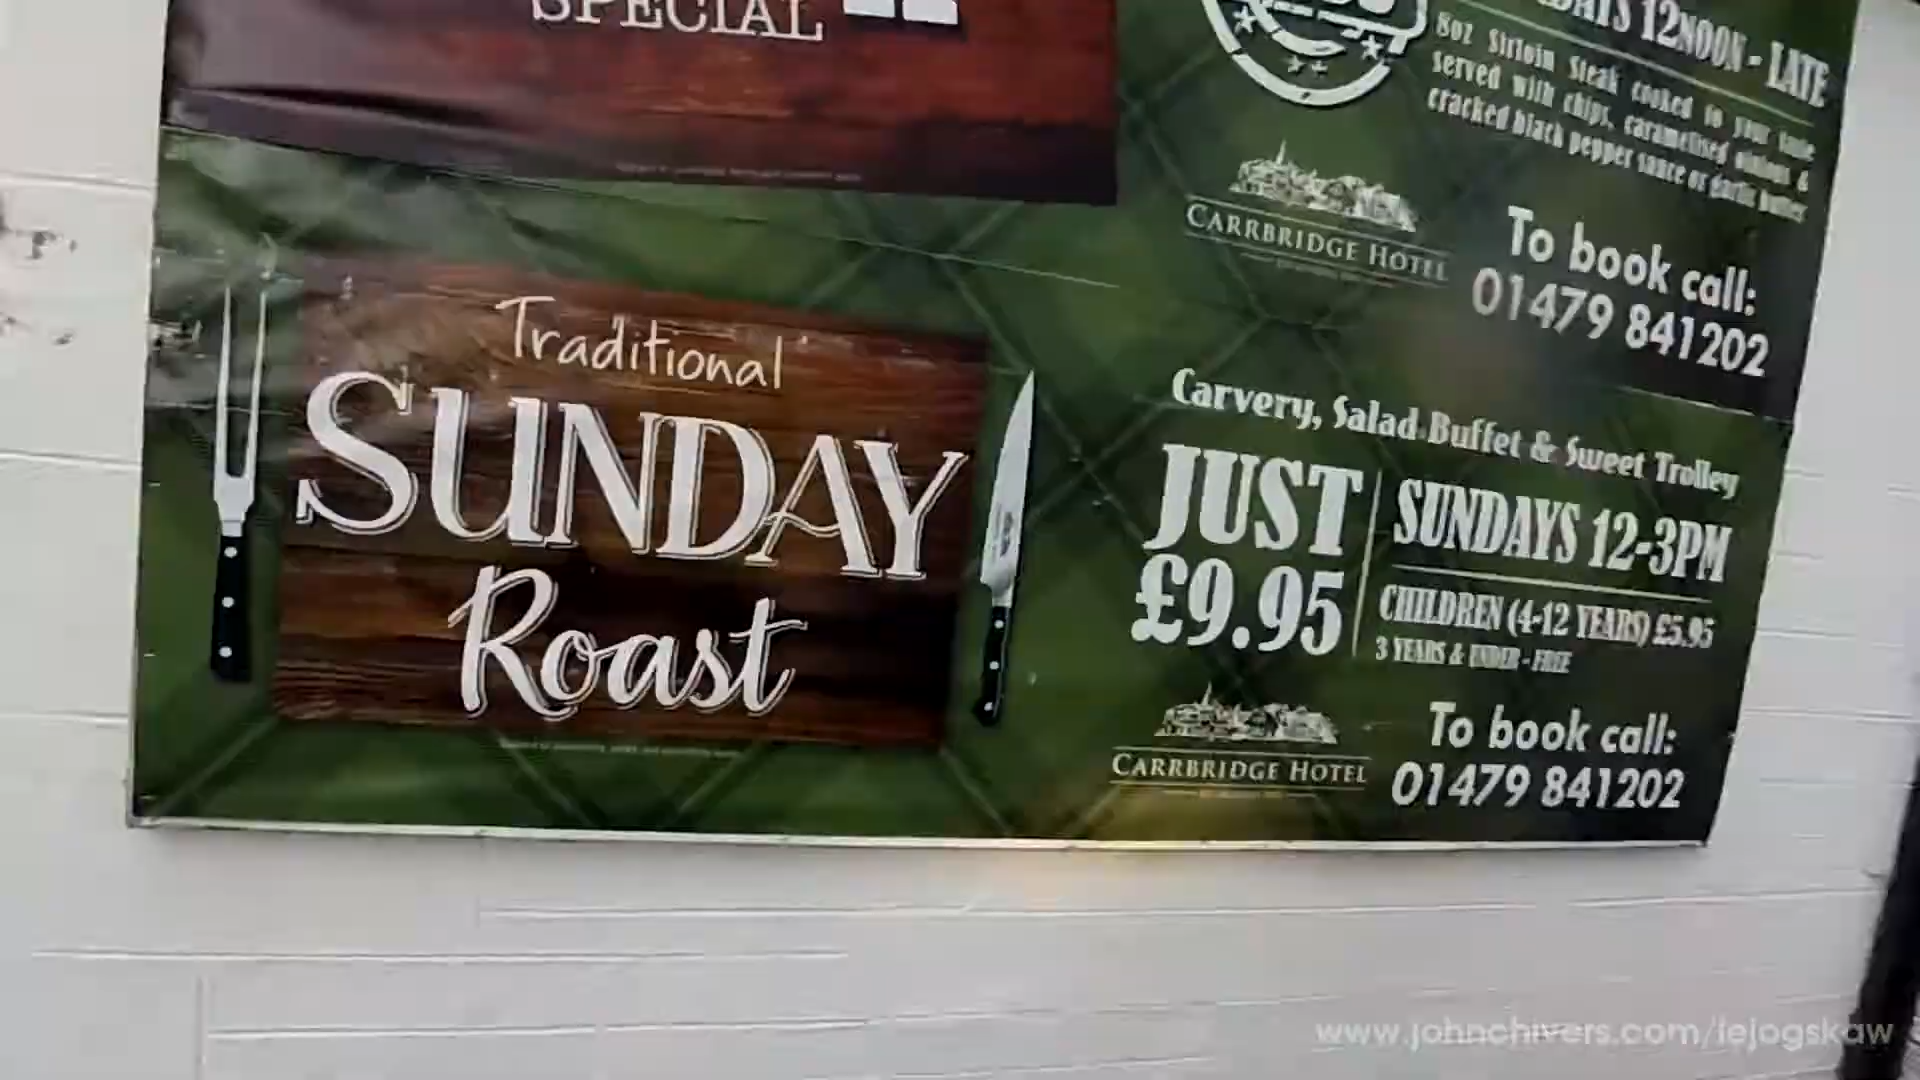 SPECIAL
12NOON - LATE
8oz Sirloin Steak cooked to your taste
served with chips, caramelised onions &
cracked black pepper sauce or garlic butter
CARRBRIDGE HOTEL
To book call:
01479 841202
Traditional
SUNDAY
Roast
Carvery, Salad Buffet & Sweet Trolley
JUST
£9.95
SUNDAYS 12-3PM
CHILDREN (4-12 YEARS) £5.95
3 YEARS & UNDER - FREE
CARRBRIDGE HOTEL
To book call:
01479 841202
www.johnchivers.com/lejogskaw